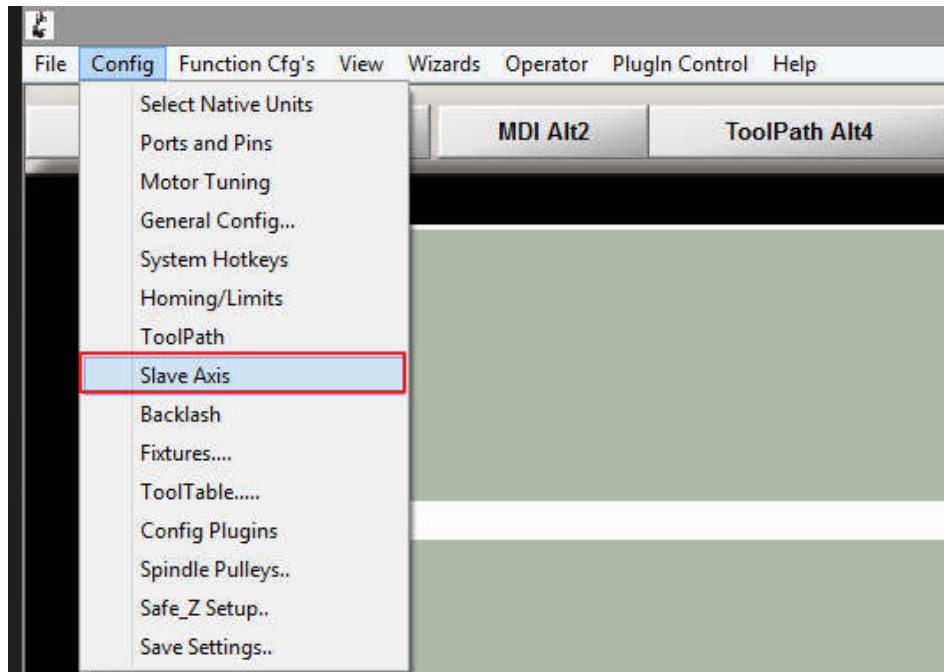 File Config Function Cfg's View Wizards Operator PlugIn Control Help
MDI Alt2 ToolPath Alt4
Select Native Units
Ports and Pins
Motor Tuning
General Config...
System Hotkeys
Homing/Limits
ToolPath
Slave Axis
Backlash
Fixtures....
ToolTable.....
Config Plugins
Spindle Pulleys..
Safe_Z Setup..
Save Settings..